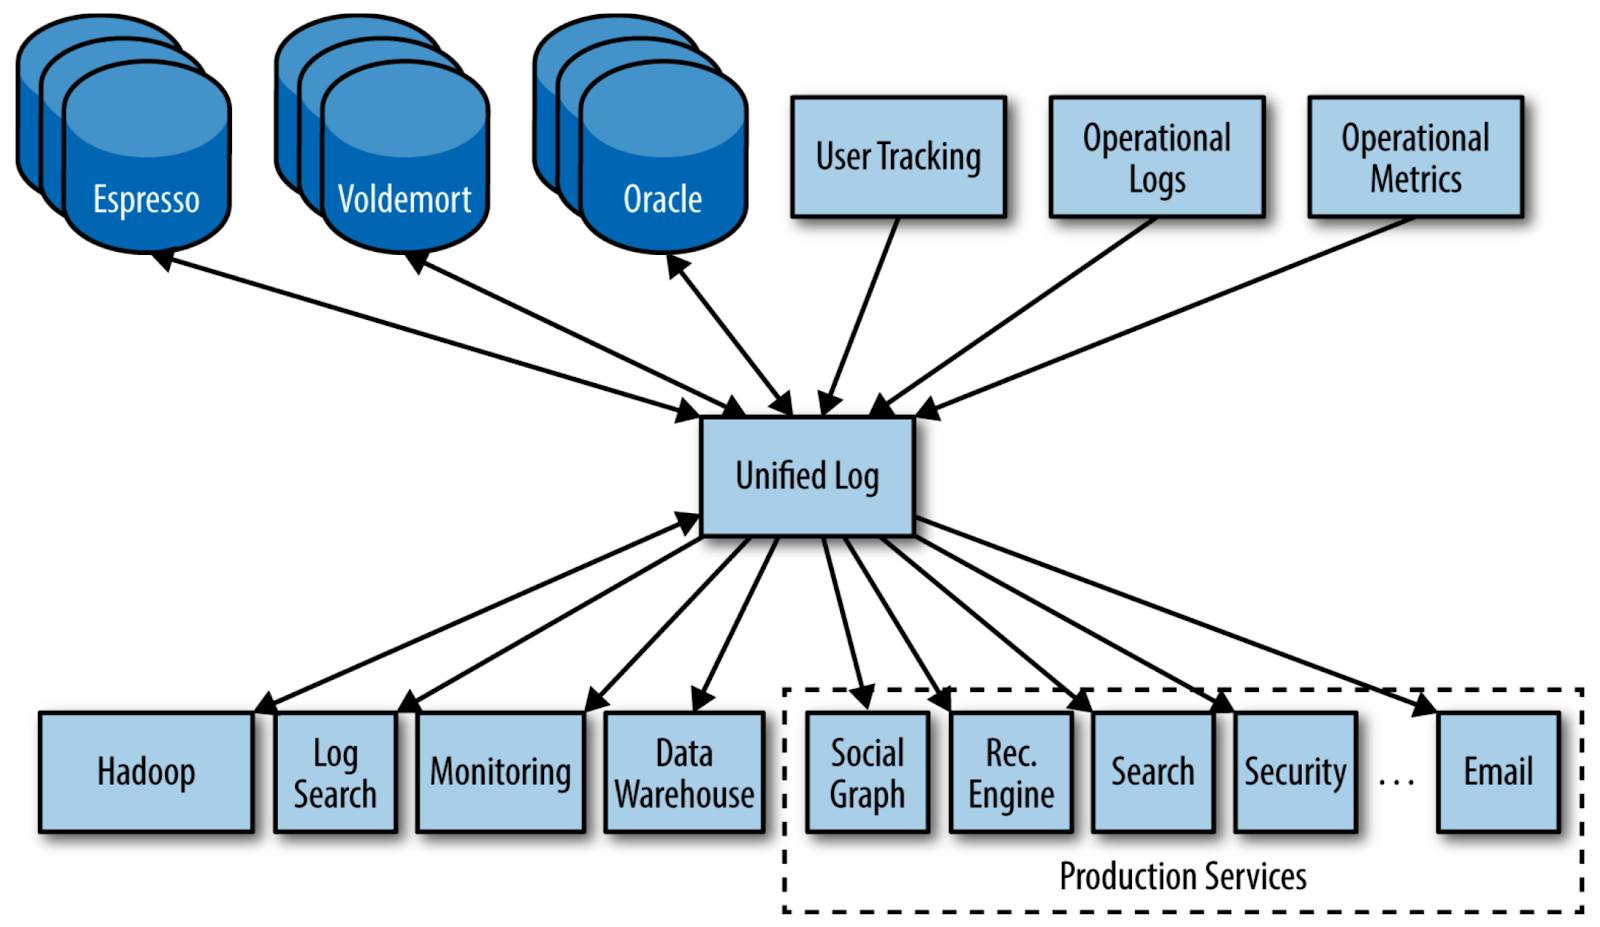 Espresso
Voldemort
Oracle
User Tracking
Operational
Logs
Operational
Metrics
Unified Log
Hadoop
Log
Search
Monitoring
Data
Warehouse
Social
Graph
Rec.
Engine
Search
Security
...
Email
Production Services